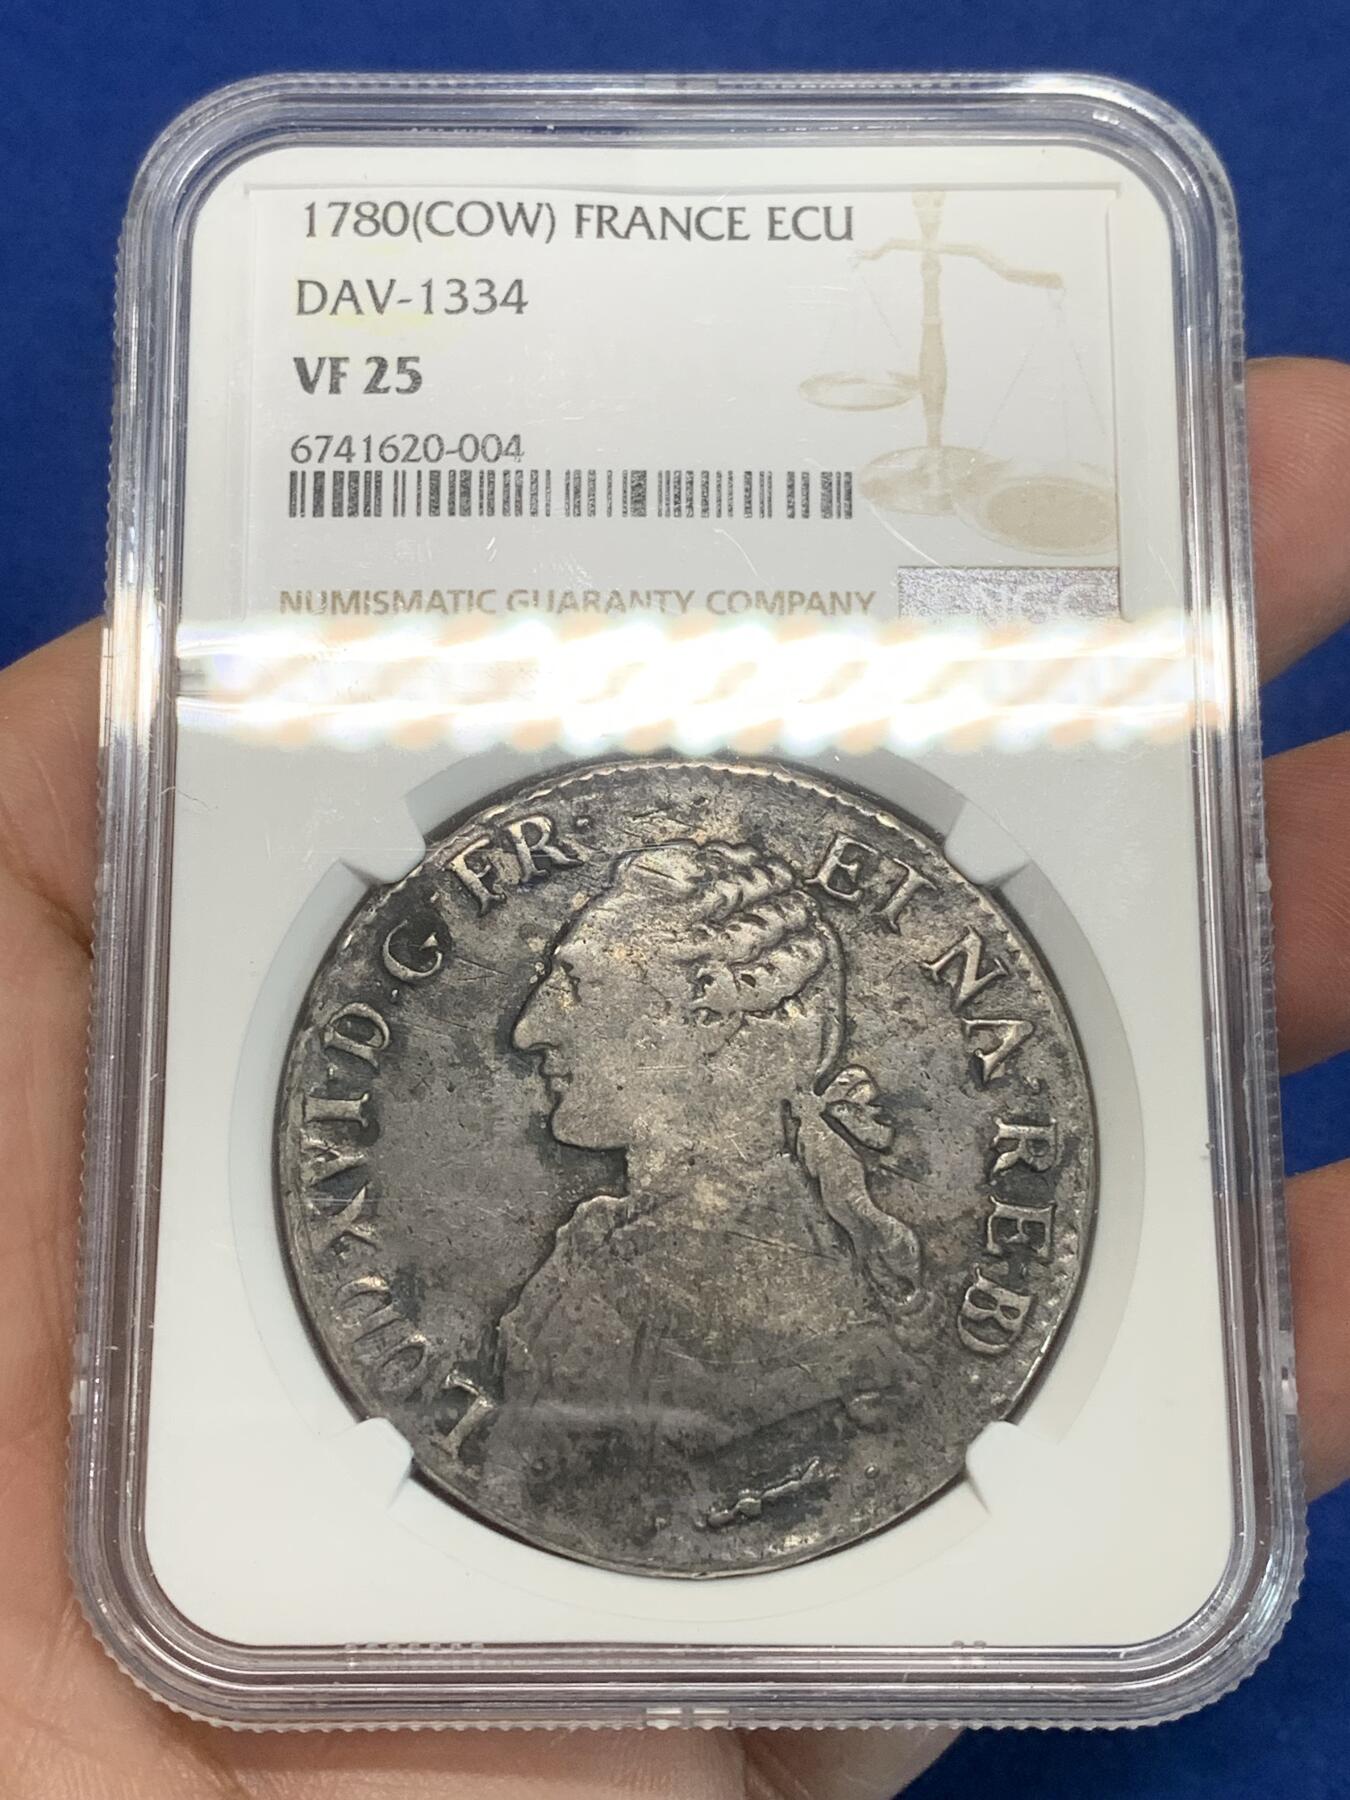 1780(COW) FRANCE ECU
DAV-1334
VF 25
6741620-004
NUMISMATIC GUARANTY COMPANY
NGC
LUD·XVI·D·G·FR· ET NA·RE·B·